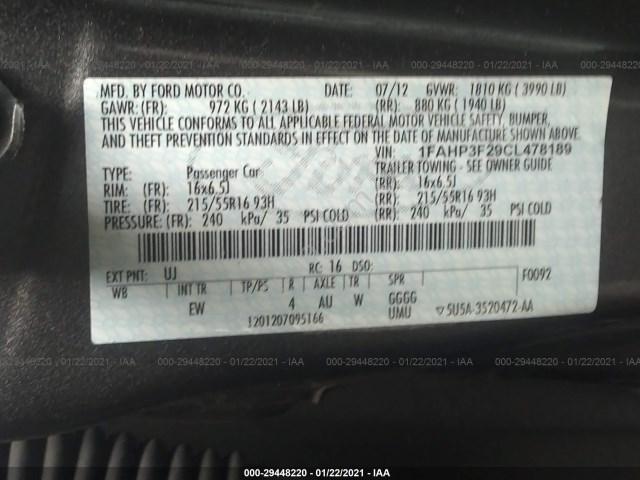 000-29448220 - 01/22/2021 - IAA
MFD. BY FORD MOTOR CO. DATE: 07/12 GVWR: 1810 KG ( 3990 LB)
GAWR: (FR): 972 KG ( 2143 LB) (RR): 880 KG ( 1940 LB)
THIS VEHICLE CONFORMS TO ALL APPLICABLE FEDERAL MOTOR VEHICLE SAFETY, BUMPER,
AND THEFT PREVENTION STANDARDS IN EFFECT ON THE DATE OF MANUFACTURE SHOWN ABOVE.
VIN: 1FAHP3F29CL478189
TYPE: Passenger Car TRAILER TOWING - SEE OWNER GUIDE
RIM: (FR): 16x6.5J (RR): 16x6.5J
TIRE: (FR): 215/55R16 93H (RR): 215/55R16 93H
PRESSURE: (FR): 240 kPa/ 35 PSI COLD (RR): 240 kPa/ 35 PSI COLD
EXT PNT: UJ RC: 16 DSO: F0092
WB INT TR TP/PS R AXLE TR SPR
EW 4 AU W GGGG
UMU
1201207095166
▽5U5A-3520472-AA
000-29448220 - 01/22/2021 - IAA